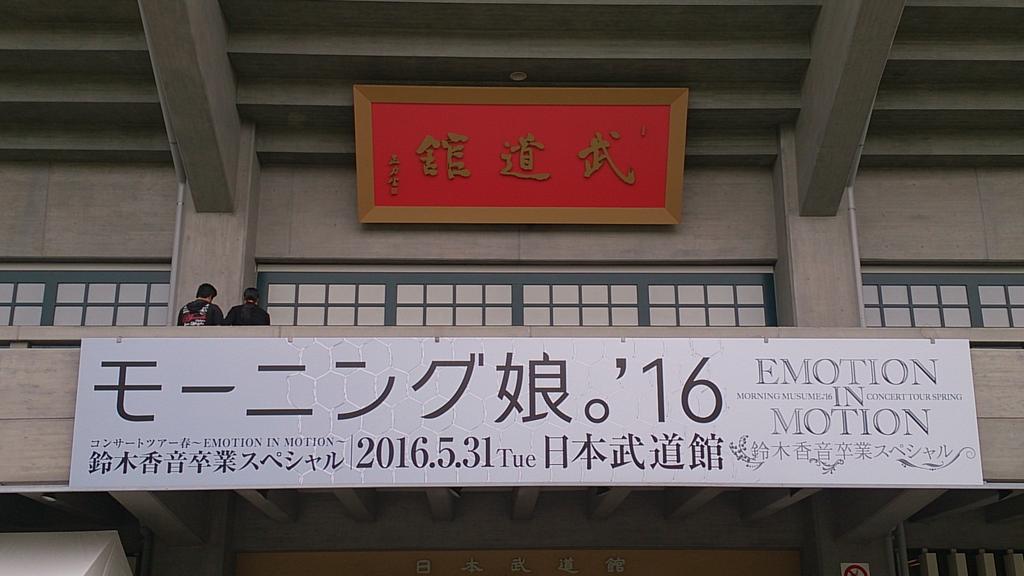 武道館
モーニング娘。'16
コンサートツアー春～EMOTION IN MOTION～
鈴木香音卒業スペシャル
2016.5.31 Tue 日本武道館
EMOTION
MORNING MUSUME.'16 IN CONCERT TOUR SPRING
MOTION
鈴木香音卒業スペシャル
日本武道館